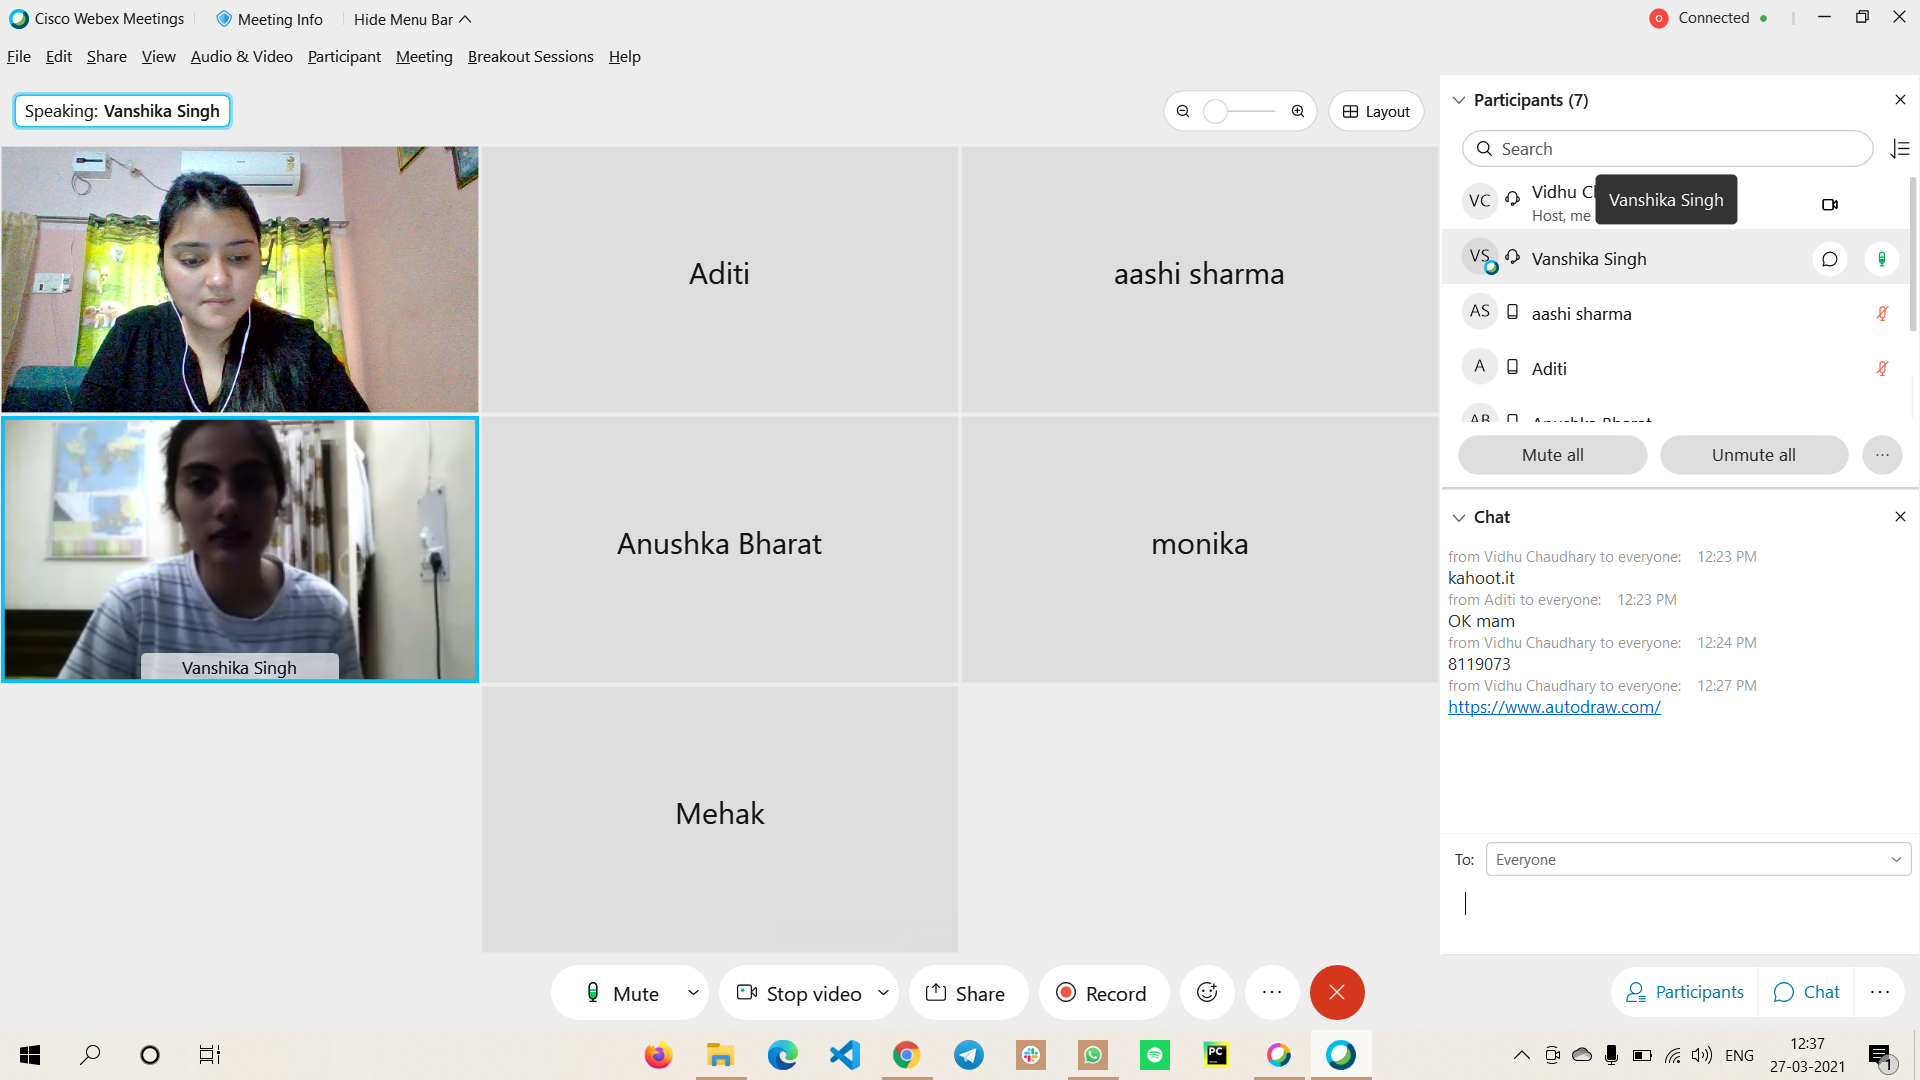 Cisco Webex Meetings
Meeting Info
Hide Menu Bar
Connected
File Edit Share View Audio & Video Participant Meeting Breakout Sessions Help
Speaking: Vanshika Singh
Layout
Aditi
aashi sharma
Vanshika Singh
Anushka Bharat
monika
Mehak
Participants (7)
Search
VC
Vidhu
Host, me
Vanshika Singh
VS
Vanshika Singh
AS
aashi sharma
A
Aditi
AB
Anushka Bharat
Mute all
Unmute all
Chat
from Vidhu Chaudhary to everyone: 12:23 PM
kahoot.it
from Aditi to everyone: 12:23 PM
OK mam
from Vidhu Chaudhary to everyone: 12:24 PM
8119073
from Vidhu Chaudhary to everyone: 12:27 PM
https://www.autodraw.com/
To: Everyone
Mute
Stop video
Share
Record
Participants
Chat
PC
ENG
12:37
27-03-2021
1